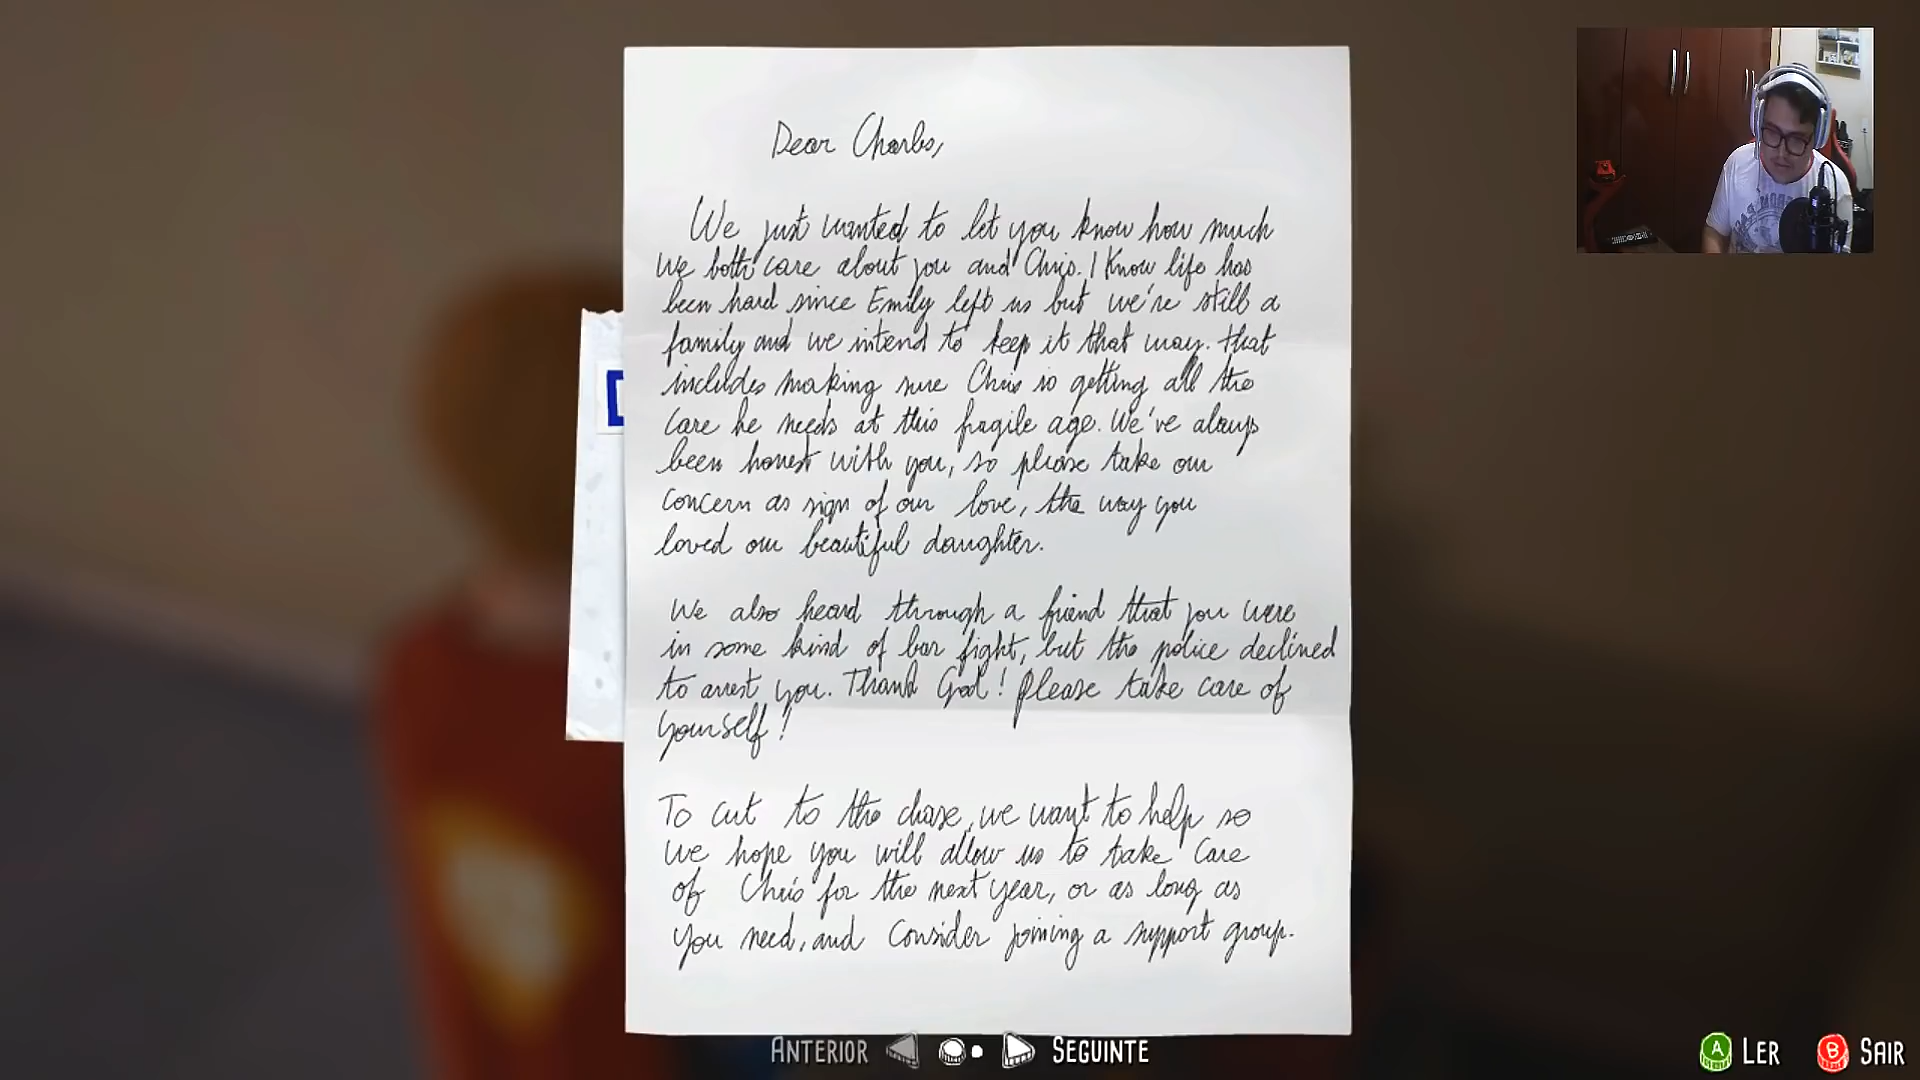 Dear Charles,
We just wanted to let you know how much
we both care about you and Chris. I know life has
been hard since Emily left us but we're still a
family and we intend to keep it that way. That
includes making sure Chris is getting all the
care he needs at this fragile age. We've always
been honest with you, so please take our
concern as sign of our love, the way you
loved our beautiful daughter.
We also heard through a friend that you were
in some kind of bar fight, but the police declined
to arrest you. Thank God! Please take care of
yourself!
To cut to the chase, we want to help so
we hope you will allow us to take care
of Chris for the next year, or as long as
you need, and consider joining a support group.
ANTERIOR SEGUINTE
A LER B SAIR